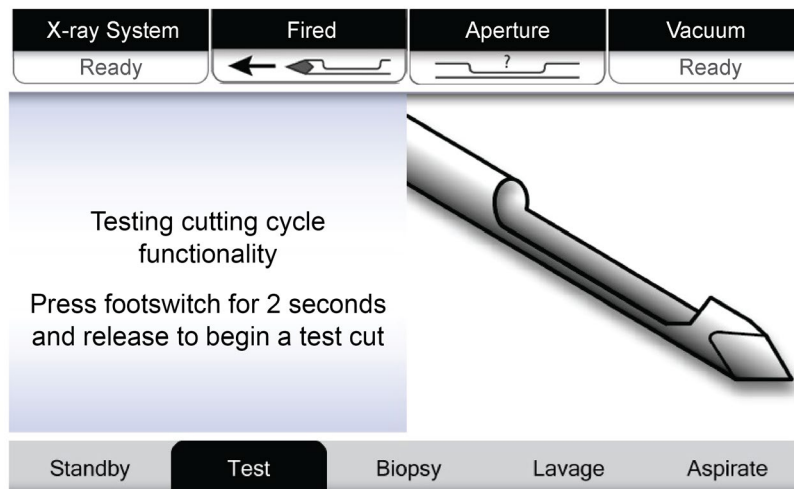 X-ray System
Fired
Aperture
Vacuum
Ready
?
Ready
Testing cutting cycle
functionality
Press footswitch for 2 seconds
and release to begin a test cut
Standby
Test
Biopsy
Lavage
Aspirate